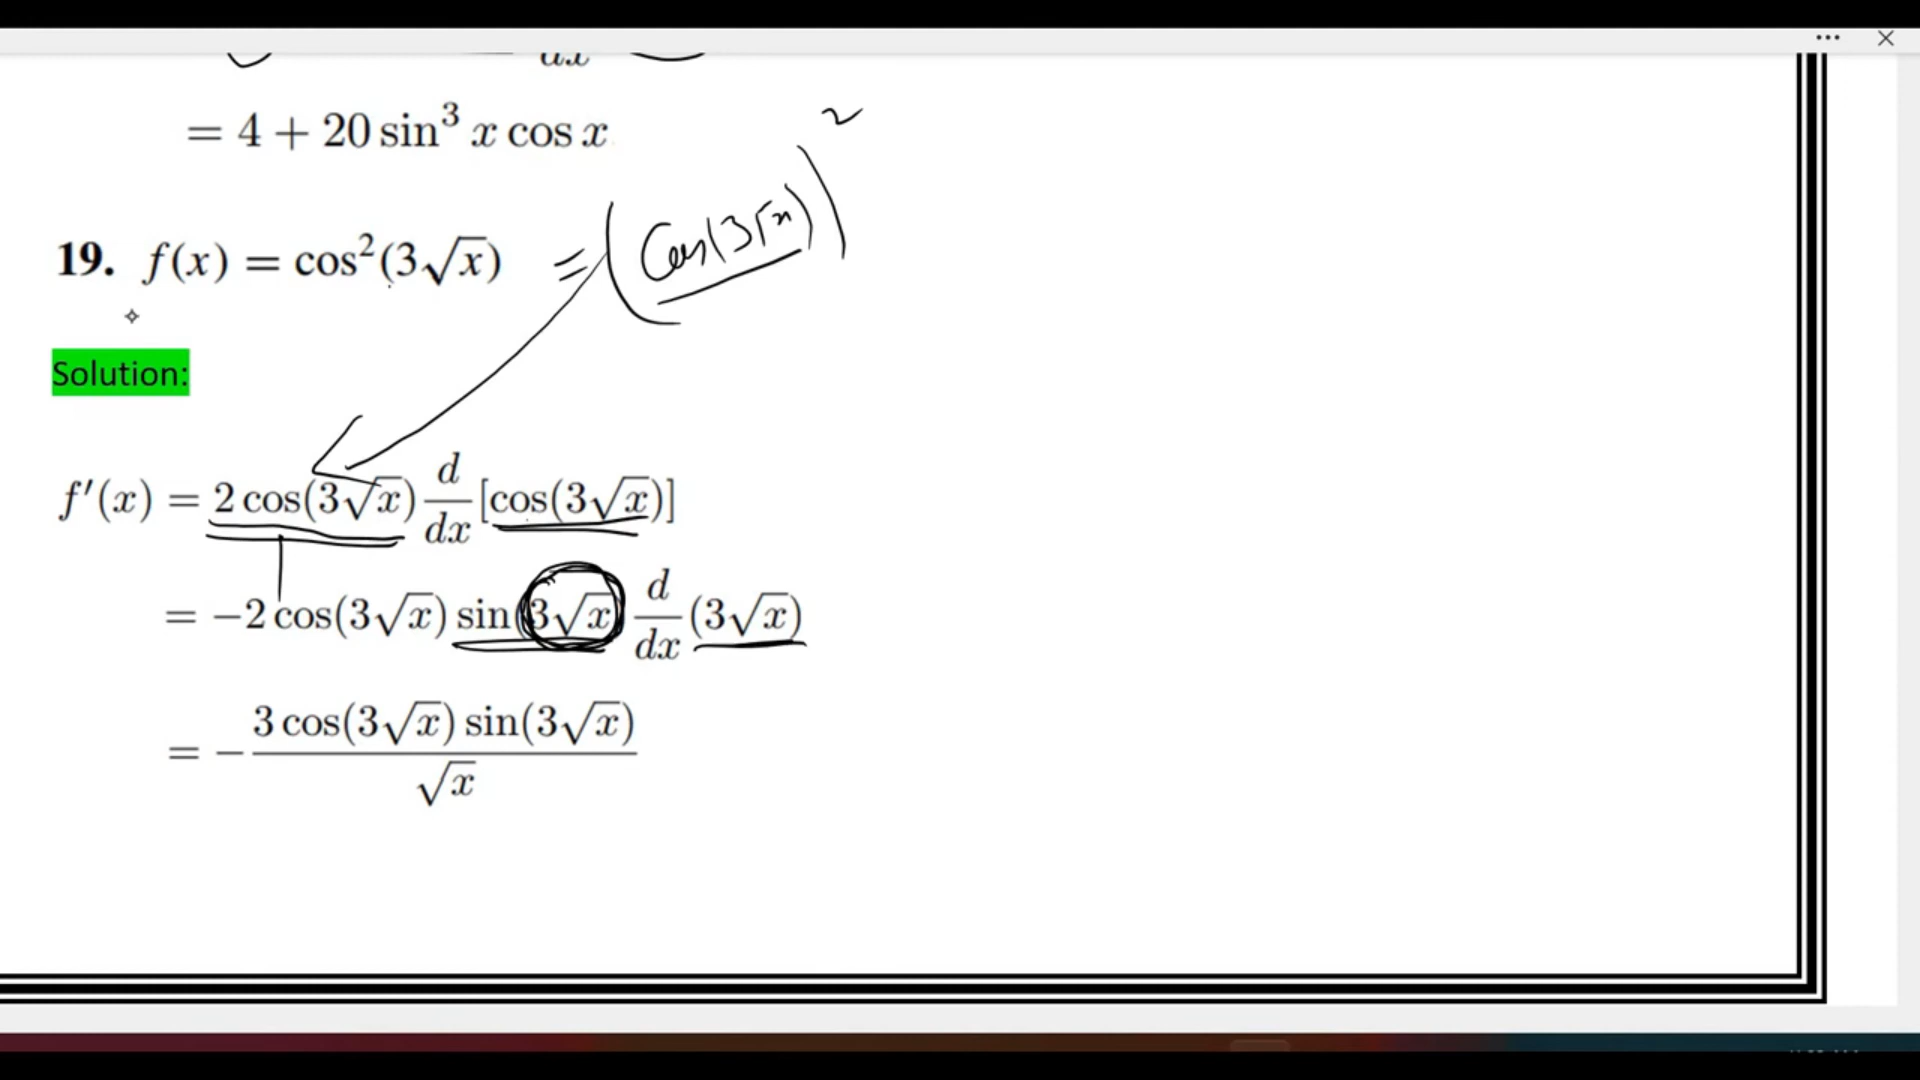 dx
= 4 + 20 sin³ x cos x
19. f(x) = cos²(3√x) = (Cos(3√x))²
Solution:
f′(x) = 2 cos(3√x) d/dx [cos(3√x)]
= −2 cos(3√x) sin(3√x) d/dx (3√x)
= − 3 cos(3√x) sin(3√x) / √x